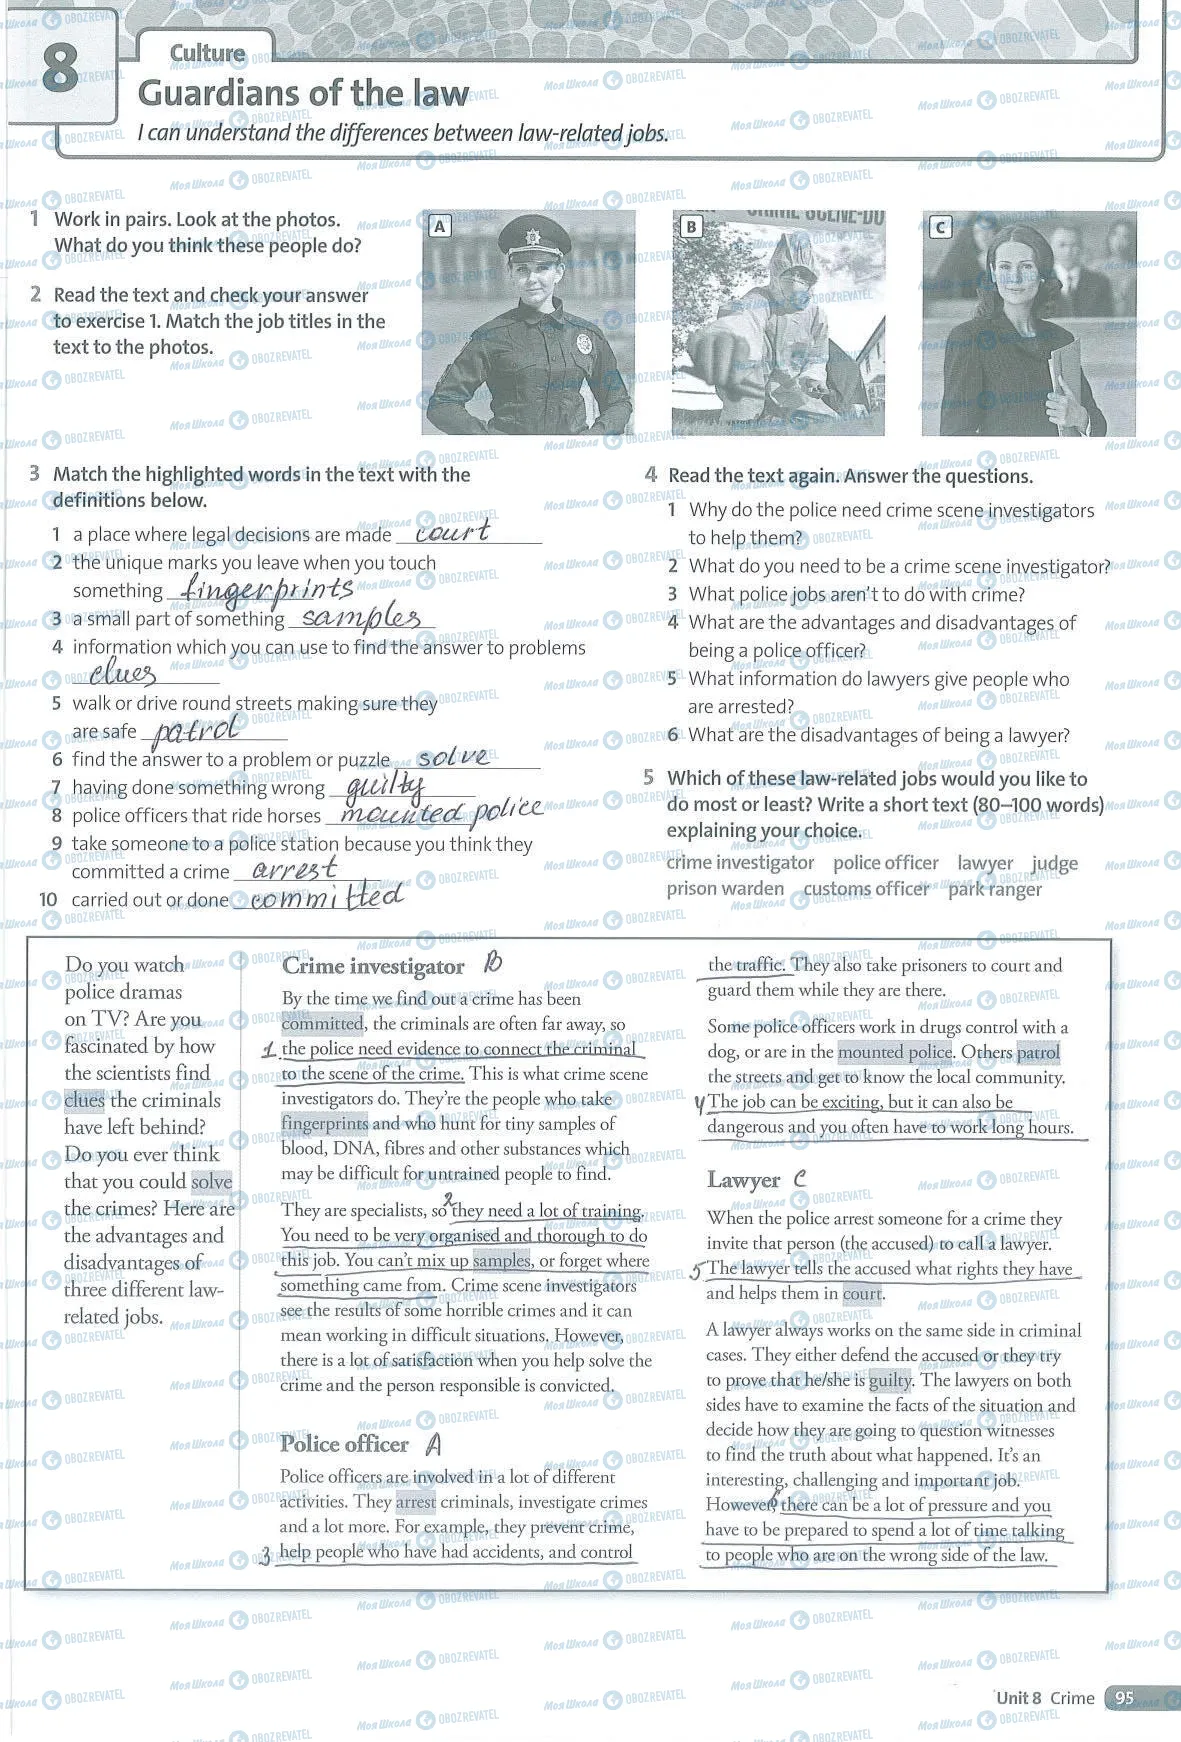 8
Culture
Guardians of the law
I can understand the differences between law-related jobs.
1 Work in pairs. Look at the photos.
What do you think these people do?
2 Read the text and check your answer
to exercise 1. Match the job titles in the
text to the photos.
A
B
CRIME SCENE-DO
C
3 Match the highlighted words in the text with the
definitions below.
1 a place where legal decisions are made court
2 the unique marks you leave when you touch
something fingerprints
3 a small part of something samples
4 information which you can use to find the answer to problems
clues
5 walk or drive round streets making sure they
are safe patrol
6 find the answer to a problem or puzzle solve
7 having done something wrong guilty
8 police officers that ride horses mounted police
9 take someone to a police station because you think they
committed a crime arrest
10 carried out or done committed
4 Read the text again. Answer the questions.
1 Why do the police need crime scene investigators
to help them?
2 What do you need to be a crime scene investigator?
3 What police jobs aren't to do with crime?
4 What are the advantages and disadvantages of
being a police officer?
5 What information do lawyers give people who
are arrested?
6 What are the disadvantages of being a lawyer?
5 Which of these law-related jobs would you like to
do most or least? Write a short text (80–100 words)
explaining your choice.
crime investigator police officer lawyer judge
prison warden customs officer park ranger
Do you watch
police dramas
on TV? Are you
fascinated by how
the scientists find
clues the criminals
have left behind?
Do you ever think
that you could solve
the crimes? Here are
the advantages and
disadvantages of
three different law-
related jobs.
Crime investigator B
By the time we find out a crime has been
committed, the criminals are often far away, so
1 the police need evidence to connect the criminal
to the scene of the crime. This is what crime scene
investigators do. They're the people who take
fingerprints and who hunt for tiny samples of
blood, DNA, fibres and other substances which
may be difficult for untrained people to find.
They are specialists, so 2 they need a lot of training.
You need to be very organised and thorough to do
this job. You can't mix up samples, or forget where
something came from. Crime scene investigators
see the results of some horrible crimes and it can
mean working in difficult situations. However,
there is a lot of satisfaction when you help solve the
crime and the person responsible is convicted.
Police officer A
Police officers are involved in a lot of different
activities. They arrest criminals, investigate crimes
and a lot more. For example, they prevent crime,
3 help people who have had accidents, and control
the traffic. They also take prisoners to court and
guard them while they are there.
Some police officers work in drugs control with a
dog, or are in the mounted police. Others patrol
the streets and get to know the local community.
4 The job can be exciting, but it can also be
dangerous and you often have to work long hours.
Lawyer C
When the police arrest someone for a crime they
invite that person (the accused) to call a lawyer.
5 The lawyer tells the accused what rights they have
and helps them in court.
A lawyer always works on the same side in criminal
cases. They either defend the accused or they try
to prove that he/she is guilty. The lawyers on both
sides have to examine the facts of the situation and
decide how they are going to question witnesses
to find the truth about what happened. It's an
interesting, challenging and important job.
However, 6 there can be a lot of pressure and you
have to be prepared to spend a lot of time talking
to people who are on the wrong side of the law.
Unit 8 Crime 95
Моя Школа OBOZREVATEL